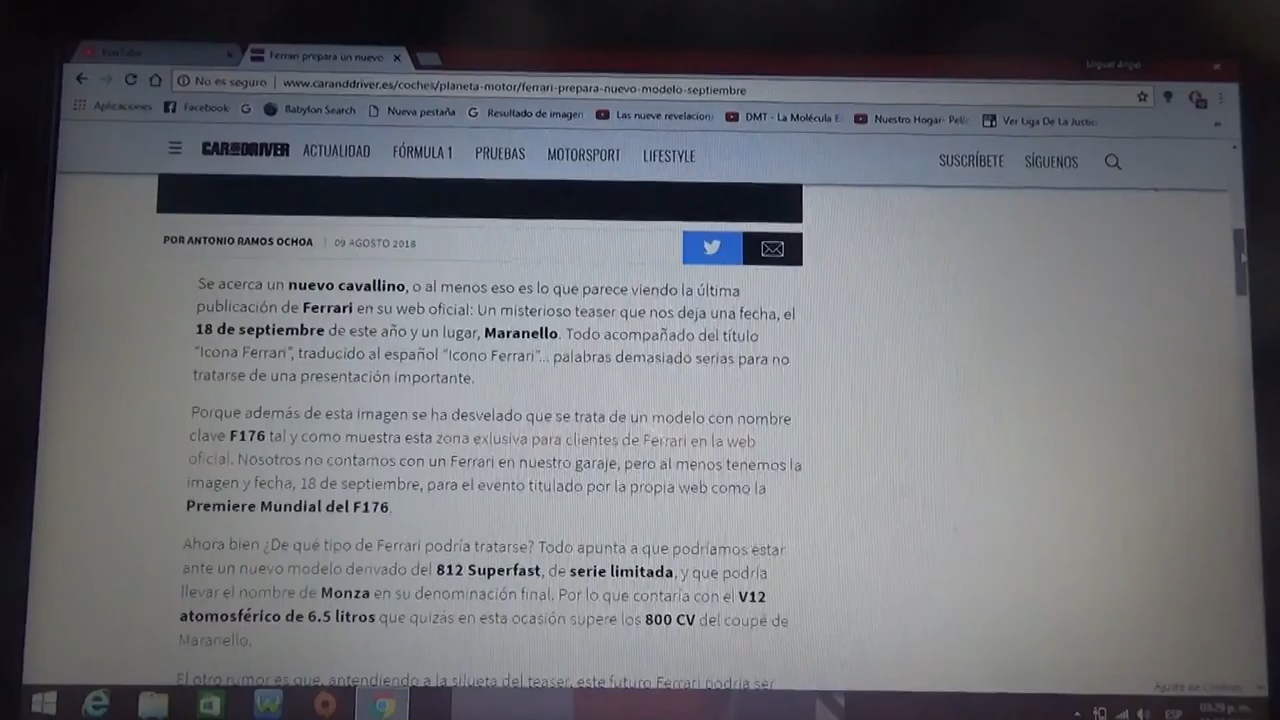 YouTube
Ferrari prepara un nuevo
Miguel Angel
No es seguro | www.caranddriver.es/coches/planeta-motor/ferrari-prepara-nuevo-modelo-septiembre
Aplicaciones Facebook Babylon Search Nueva pestaña Resultado de imagen Las nueve revelacion DMT - La Molécula E Nuestro Hogar- Pelíc Ver Liga De La Justic
CAR AND DRIVER ACTUALIDAD FÓRMULA 1 PRUEBAS MOTORSPORT LIFESTYLE SUSCRÍBETE SÍGUENOS
POR ANTONIO RAMOS OCHOA | 09 AGOSTO 2018
Se acerca un nuevo cavallino, o al menos eso es lo que parece viendo la última
publicación de Ferrari en su web oficial: Un misterioso teaser que nos deja una fecha, el
18 de septiembre de este año y un lugar, Maranello. Todo acompañado del título
“Icona Ferrari”, traducido al español “Icono Ferrari”... palabras demasiado serias para no
tratarse de una presentación importante.
Porque además de esta imagen se ha desvelado que se trata de un modelo con nombre
clave F176 tal y como muestra esta zona exlusiva para clientes de Ferrari en la web
oficial. Nosotros no contamos con un Ferrari en nuestro garaje, pero al menos tenemos la
imagen y fecha, 18 de septiembre, para el evento titulado por la propia web como la
Premiere Mundial del F176.
Ahora bien ¿De qué tipo de Ferrari podría tratarse? Todo apunta a que podríamos estar
ante un nuevo modelo derivado del 812 Superfast, de serie limitada, y que podría
llevar el nombre de Monza en su denominación final. Por lo que contaría con el V12
atomosférico de 6.5 litros que quizás en esta ocasión supere los 800 CV del coupé de
Maranello.
El otro rumor es que, antendiendo a la silueta del teaser, este futuro Ferrari podría ser
Ajuste de Cookies
ESP 03:29 p. m.